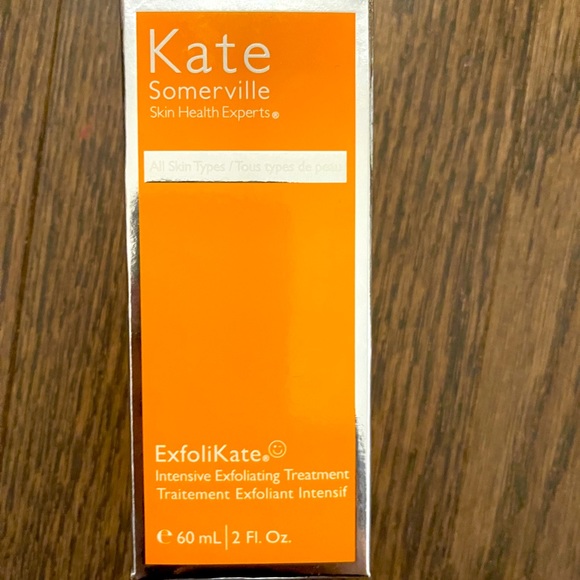 Kate
Somerville
Skin Health Experts®
All Skin Types / Tous types de peau
ExfoliKate®
Intensive Exfoliating Treatment
Traitement Exfoliant Intensif
e 60 mL | 2 Fl. Oz.